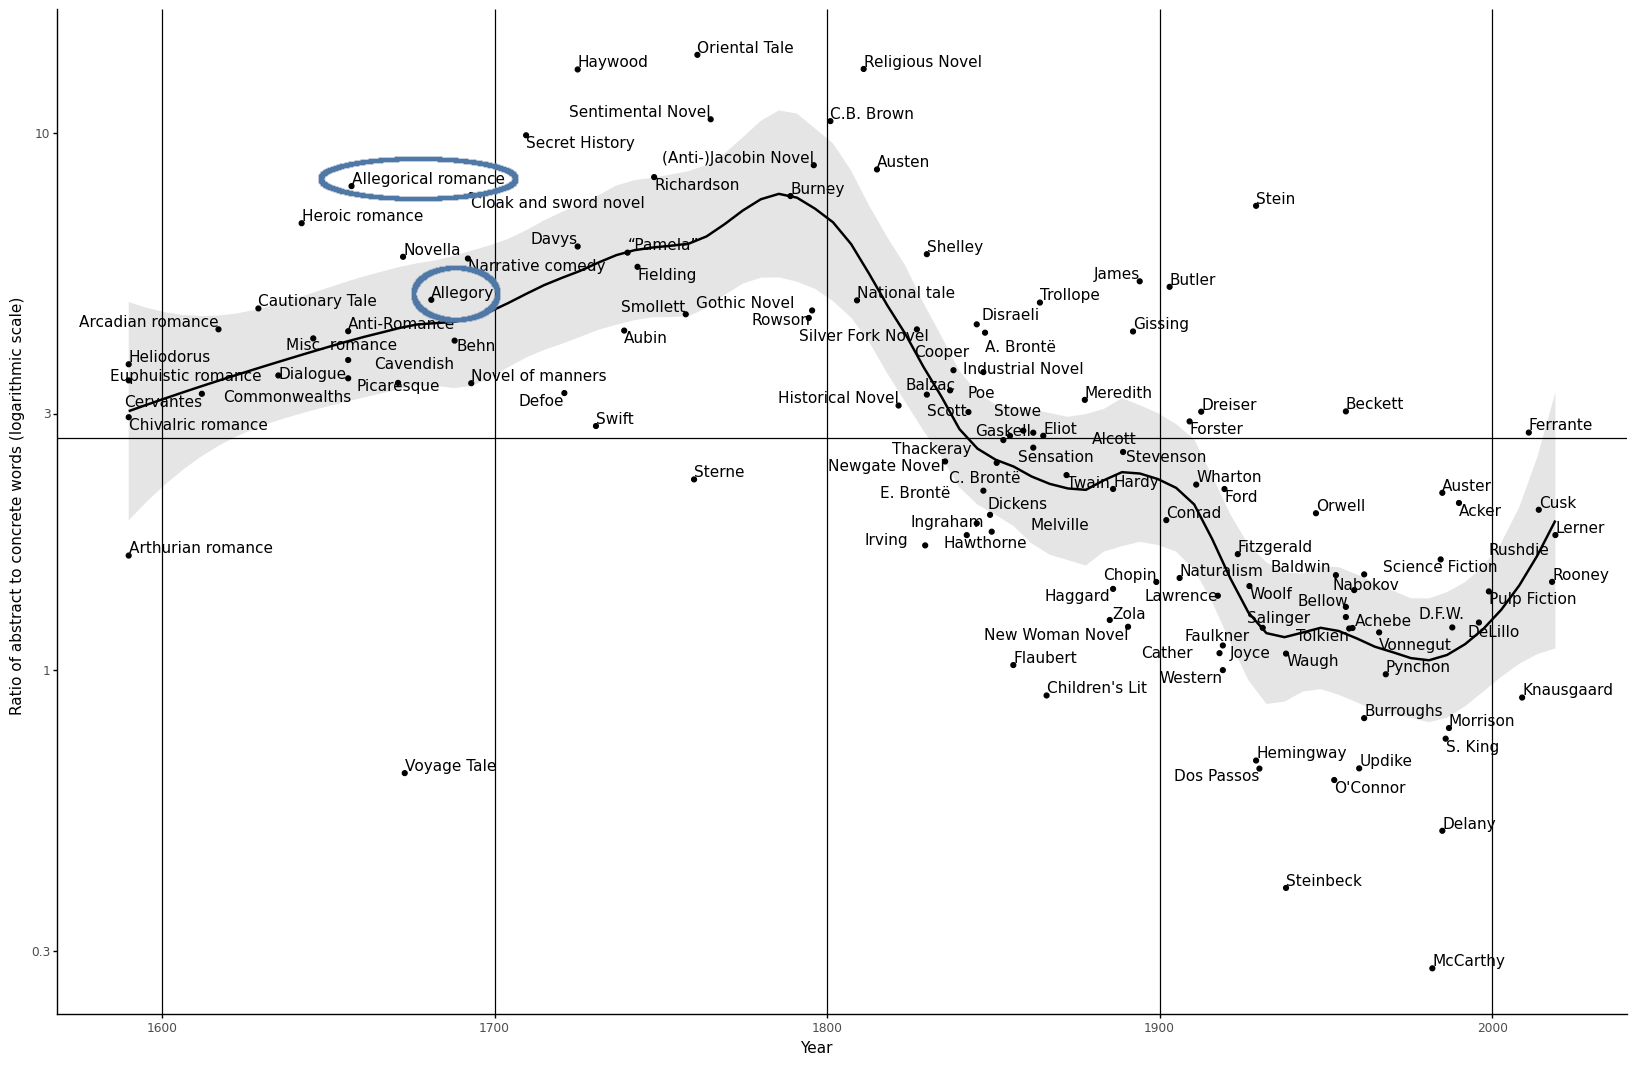 Oriental Tale
Haywood
Religious Novel
Sentimental Novel
C.B. Brown
10
Secret History
(Anti-)Jacobin Novel
Austen
Allegorical romance
Richardson
Burney
Cloak and sword novel
Stein
Heroic romance
Davys
“Pamela”
Shelley
Novella
Narrative comedy
Fielding
James
Butler
Allegory
National tale
Trollope
Cautionary Tale
Smollett
Gothic Novel
Disraeli
Arcadian romance
Anti-Romance
Rowson
Gissing
Misc. romance
Behn
Aubin
Silver Fork Novel
A. Brontë
Heliodorus
Cavendish
Cooper
Euphuistic romance
Dialogue
Picaresque
Novel of manners
Industrial Novel
Balzac
Poe
Meredith
Cervantes
Commonwealths
Defoe
Historical Novel
Scott
Stowe
Dreiser
Beckett
3
Chivalric romance
Swift
Gaskell
Eliot
Forster
Ferrante
Alcott
Thackeray
Sensation
Stevenson
Newgate Novel
Sterne
C. Brontë
Twain
Hardy
Wharton
E. Brontë
Ford
Auster
Dickens
Orwell
Acker
Cusk
Ingraham
Melville
Conrad
Lerner
Irving
Hawthorne
Arthurian romance
Fitzgerald
Rushdie
Chopin
Naturalism
Baldwin
Science Fiction
Rooney
Haggard
Lawrence
Woolf
Nabokov
Bellow
Pulp Fiction
Zola
Salinger
Achebe
D.F.W.
New Woman Novel
Faulkner
Tolkien
DeLillo
Flaubert
Cather
Joyce
Waugh
Vonnegut
1
Western
Pynchon
Children's Lit
Knausgaard
Burroughs
Morrison
S. King
Voyage Tale
Hemingway
Updike
Dos Passos
O'Connor
Delany
Steinbeck
0.3
McCarthy
1600
1700
1800
1900
2000
Year
Ratio of abstract to concrete words (logarithmic scale)